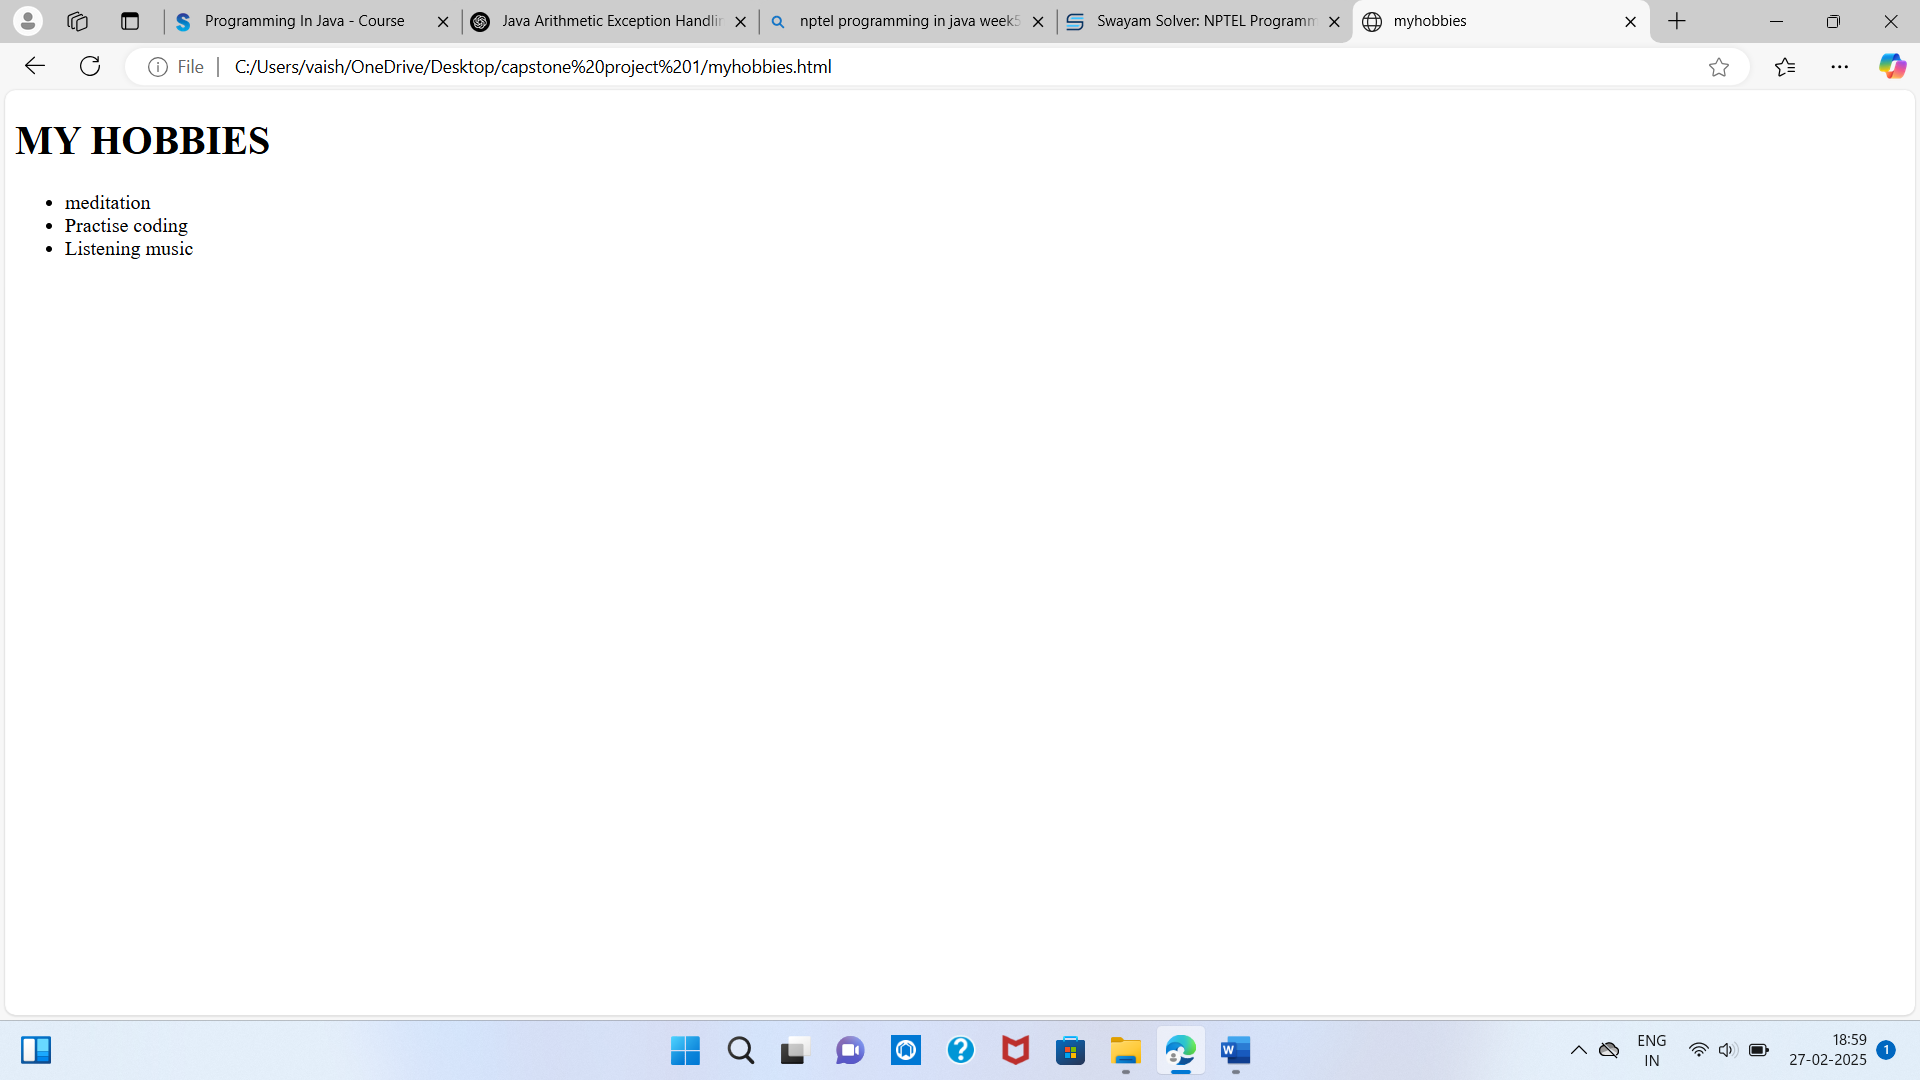 Programming In Java - Course
Java Arithmetic Exception Handlin
nptel programming in java week5
Swayam Solver: NPTEL Programm
myhobbies
File
C:/Users/vaish/OneDrive/Desktop/capstone%20project%201/myhobbies.html
MY HOBBIES
meditation
Practise coding
Listening music
ENG
IN
18:59
27-02-2025
1